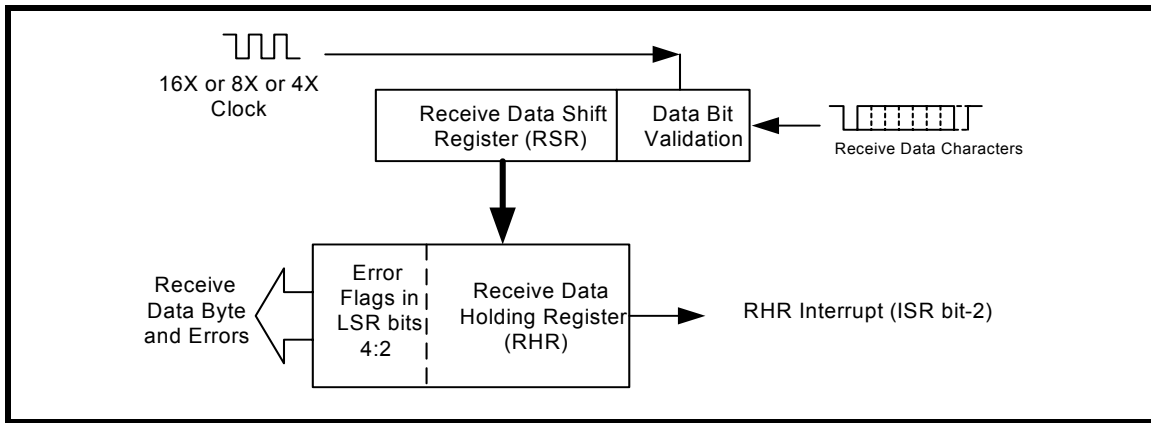 16X or 8X or 4X
Clock
Receive Data Shift
Register (RSR)
Data Bit
Validation
Receive Data Characters
Receive
Data Byte
and Errors
Error
Flags in
LSR bits
4:2
Receive Data
Holding Register
(RHR)
RHR Interrupt (ISR bit-2)